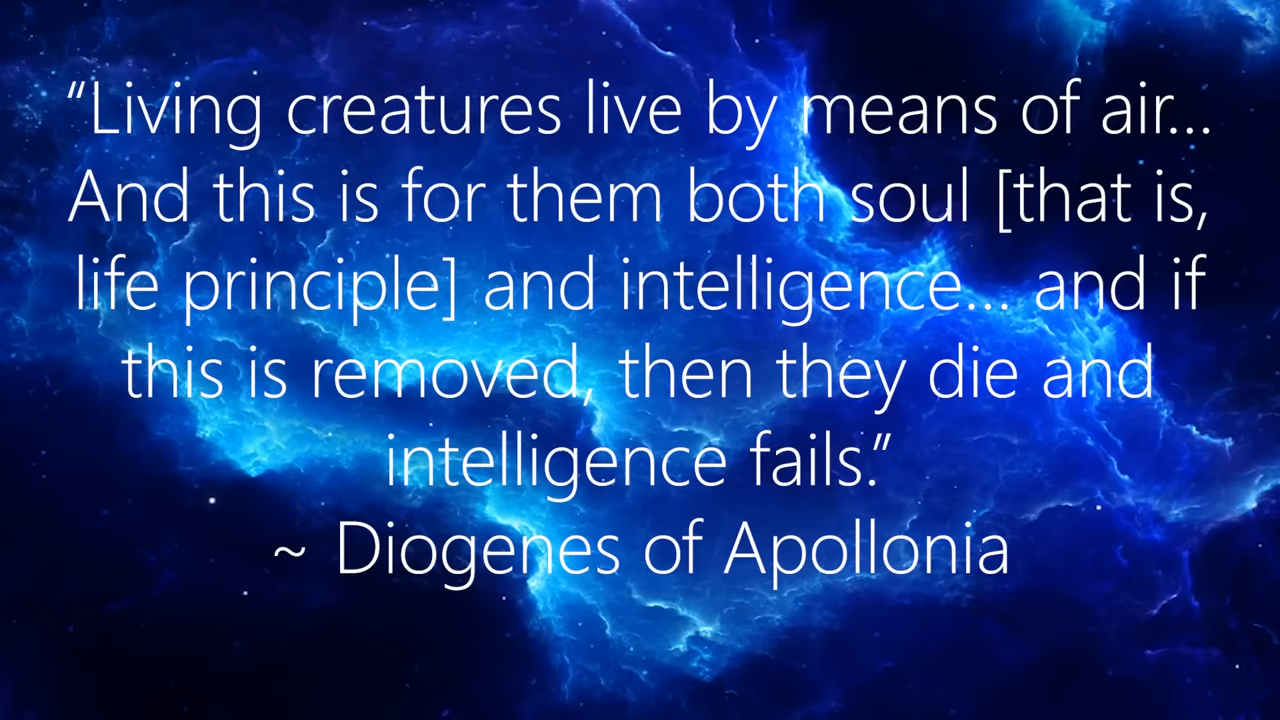 “Living creatures live by means of air...
And this is for them both soul [that is,
life principle] and intelligence... and if
this is removed, then they die and
intelligence fails.”
~ Diogenes of Apollonia